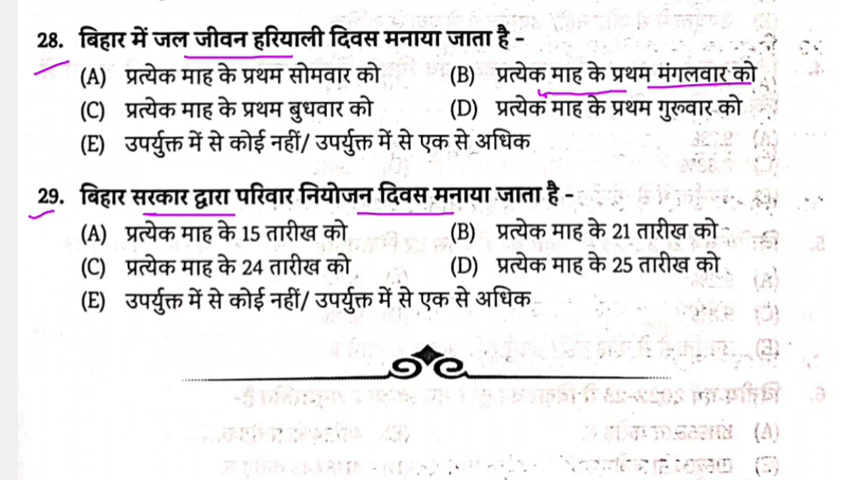 28. बिहार में जल जीवन हरियाली दिवस मनाया जाता है -
(A) प्रत्येक माह के प्रथम सोमवार को (B) प्रत्येक माह के प्रथम मंगलवार को
(C) प्रत्येक माह के प्रथम बुधवार को (D) प्रत्येक माह के प्रथम गुरूवार को
(E) उपर्युक्त में से कोई नहीं/ उपर्युक्त में से एक से अधिक
29. बिहार सरकार द्वारा परिवार नियोजन दिवस मनाया जाता है -
(A) प्रत्येक माह के 15 तारीख को (B) प्रत्येक माह के 21 तारीख को
(C) प्रत्येक माह के 24 तारीख को (D) प्रत्येक माह के 25 तारीख को
(E) उपर्युक्त में से कोई नहीं/ उपर्युक्त में से एक से अधिक